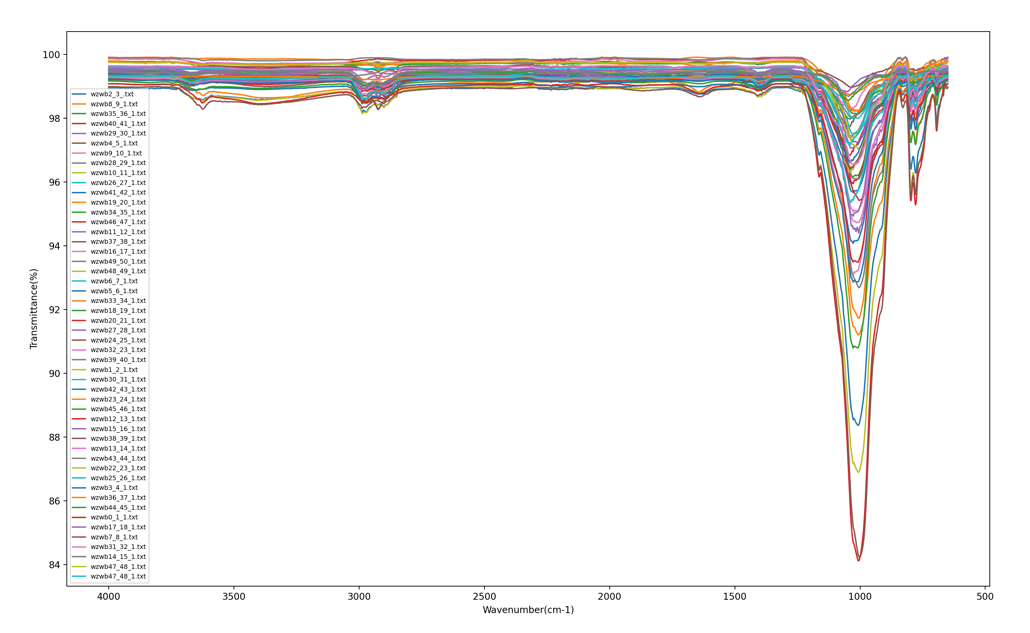 100
98
96
94
92
90
88
86
84
Transmittance(%)
wzwb2_3_.txt
wzwb8_9_1.txt
wzwb35_36_1.txt
wzwb40_41_1.txt
wzwb29_30_1.txt
wzwb4_5_1.txt
wzwb9_10_1.txt
wzwb28_29_1.txt
wzwb10_11_1.txt
wzwb26_27_1.txt
wzwb41_42_1.txt
wzwb19_20_1.txt
wzwb34_35_1.txt
wzwb46_47_1.txt
wzwb11_12_1.txt
wzwb37_38_1.txt
wzwb16_17_1.txt
wzwb49_50_1.txt
wzwb48_49_1.txt
wzwb6_7_1.txt
wzwb5_6_1.txt
wzwb33_34_1.txt
wzwb18_19_1.txt
wzwb20_21_1.txt
wzwb27_28_1.txt
wzwb24_25_1.txt
wzwb32_23_1.txt
wzwb39_40_1.txt
wzwb1_2_1.txt
wzwb30_31_1.txt
wzwb42_43_1.txt
wzwb23_24_1.txt
wzwb45_46_1.txt
wzwb12_13_1.txt
wzwb15_16_1.txt
wzwb38_39_1.txt
wzwb13_14_1.txt
wzwb43_44_1.txt
wzwb22_23_1.txt
wzwb25_26_1.txt
wzwb3_4_1.txt
wzwb36_37_1.txt
wzwb44_45_1.txt
wzwb0_1_1.txt
wzwb17_18_1.txt
wzwb7_8_1.txt
wzwb31_32_1.txt
wzwb14_15_1.txt
wzwb47_48_1.txt
wzwb47_48_1.txt
4000 3500 3000 2500 2000 1500 1000 500
Wavenumber(cm-1)